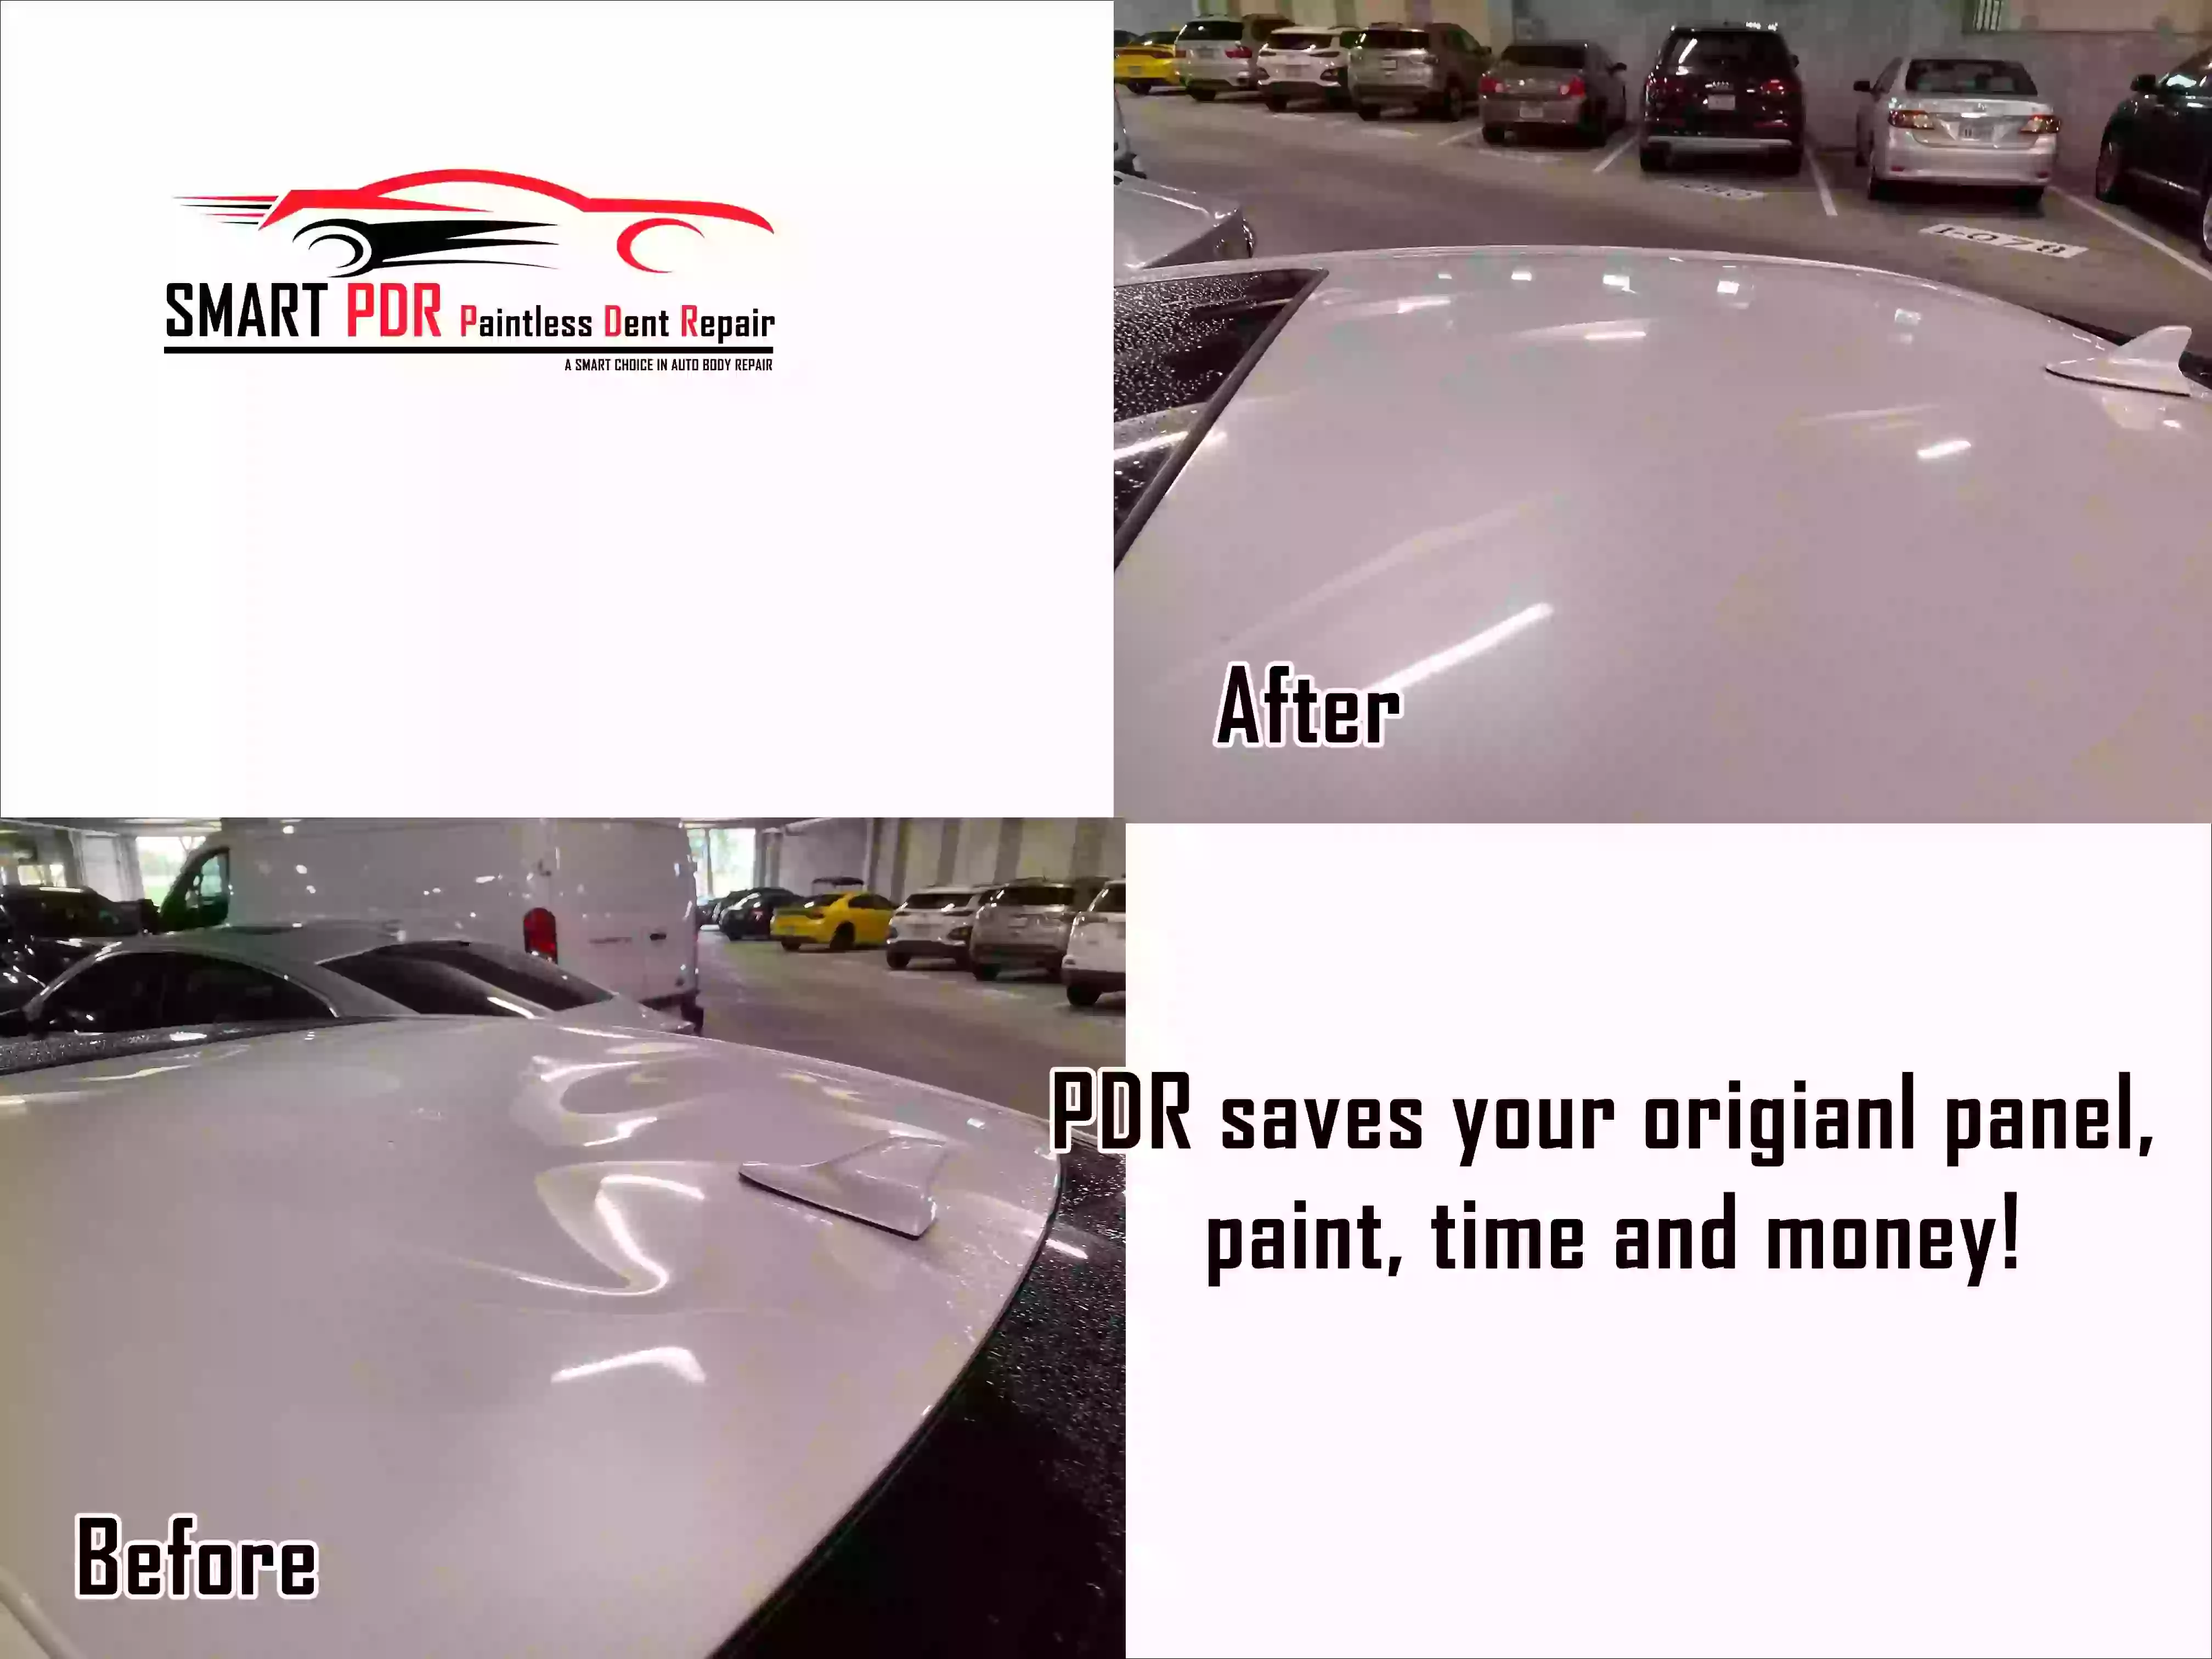 SMART PDR Paintless Dent Repair
A SMART CHOICE IN AUTO BODY REPAIR
After
Before
PDR saves your origianl panel,
paint, time and money!